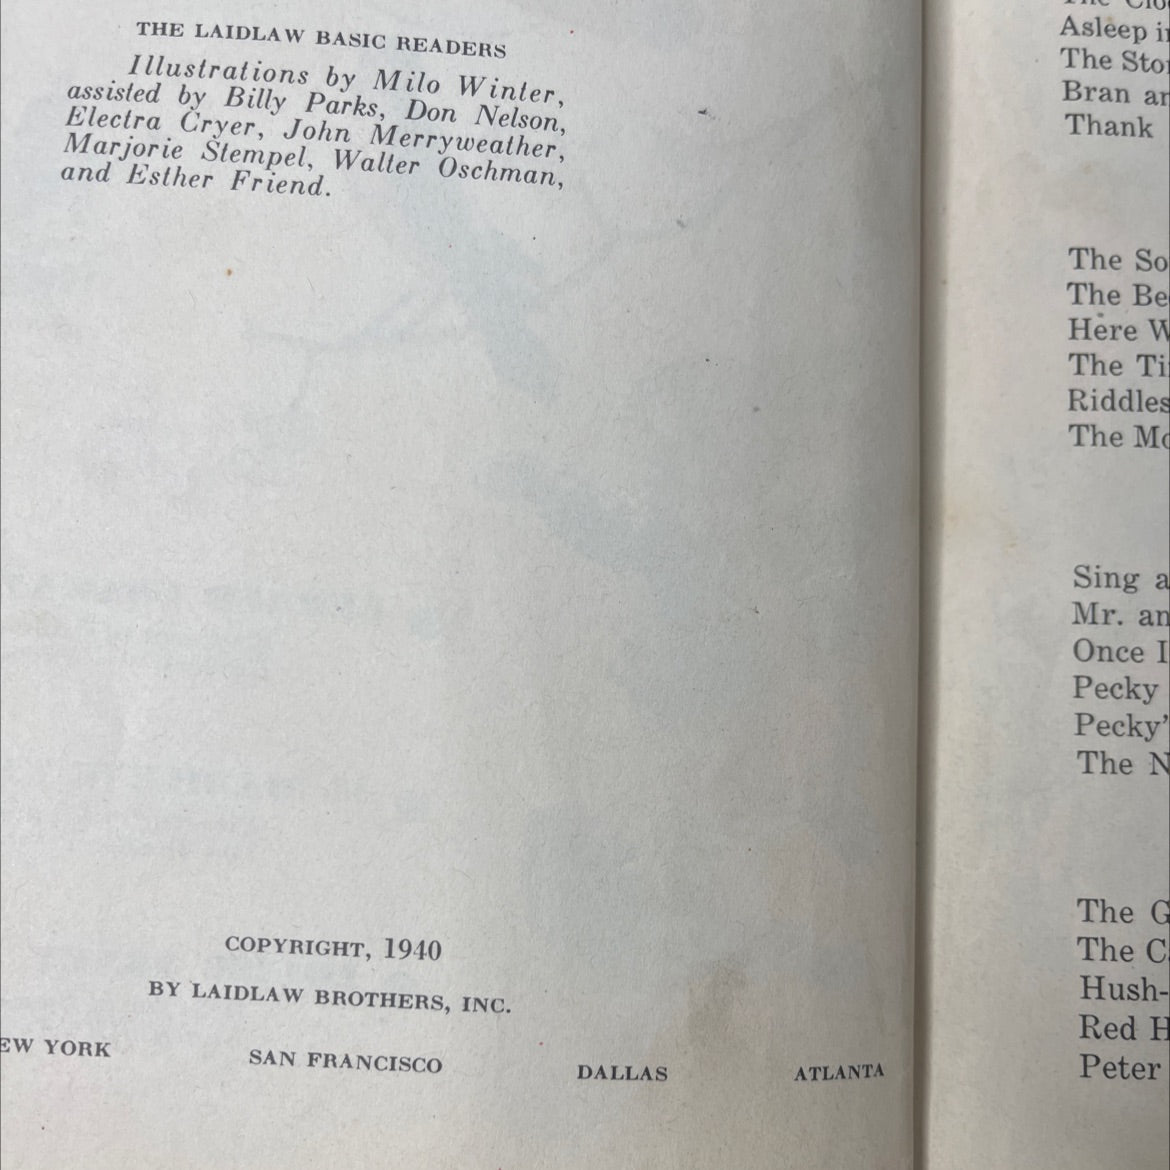 THE LAIDLAW BASIC READERS
Illustrations by Milo Winter,
assisted by Billy Parks, Don Nelson,
Electra Cryer, John Merryweather,
Marjorie Stempel, Walter Oschman,
and Esther Friend.
COPYRIGHT, 1940
BY LAIDLAW BROTHERS, INC.
EW YORK SAN FRANCISCO DALLAS ATLANTA
The Clo
Asleep i
The Sto
Bran a
Thank
The So
The Be
Here W
The Ti
Riddles
The Mo
Sing a
Mr. an
Once I
Pecky
Pecky'
The N
The G
The C
Hush-
Red H
Peter